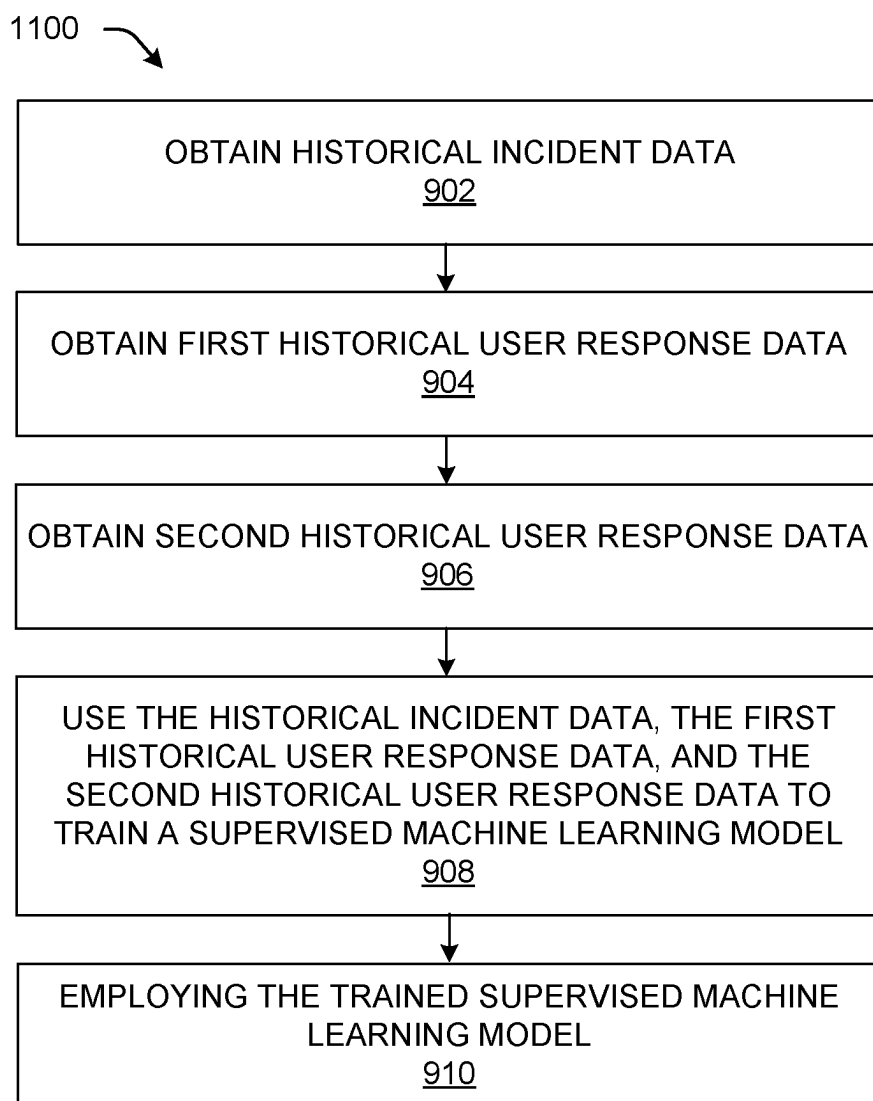 1100
OBTAIN HISTORICAL INCIDENT DATA
902
OBTAIN FIRST HISTORICAL USER RESPONSE DATA
904
OBTAIN SECOND HISTORICAL USER RESPONSE DATA
906
USE THE HISTORICAL INCIDENT DATA, THE FIRST
HISTORICAL USER RESPONSE DATA, AND THE
SECOND HISTORICAL USER RESPONSE DATA TO
TRAIN A SUPERVISED MACHINE LEARNING MODEL
908
EMPLOYING THE TRAINED SUPERVISED MACHINE
LEARNING MODEL
910